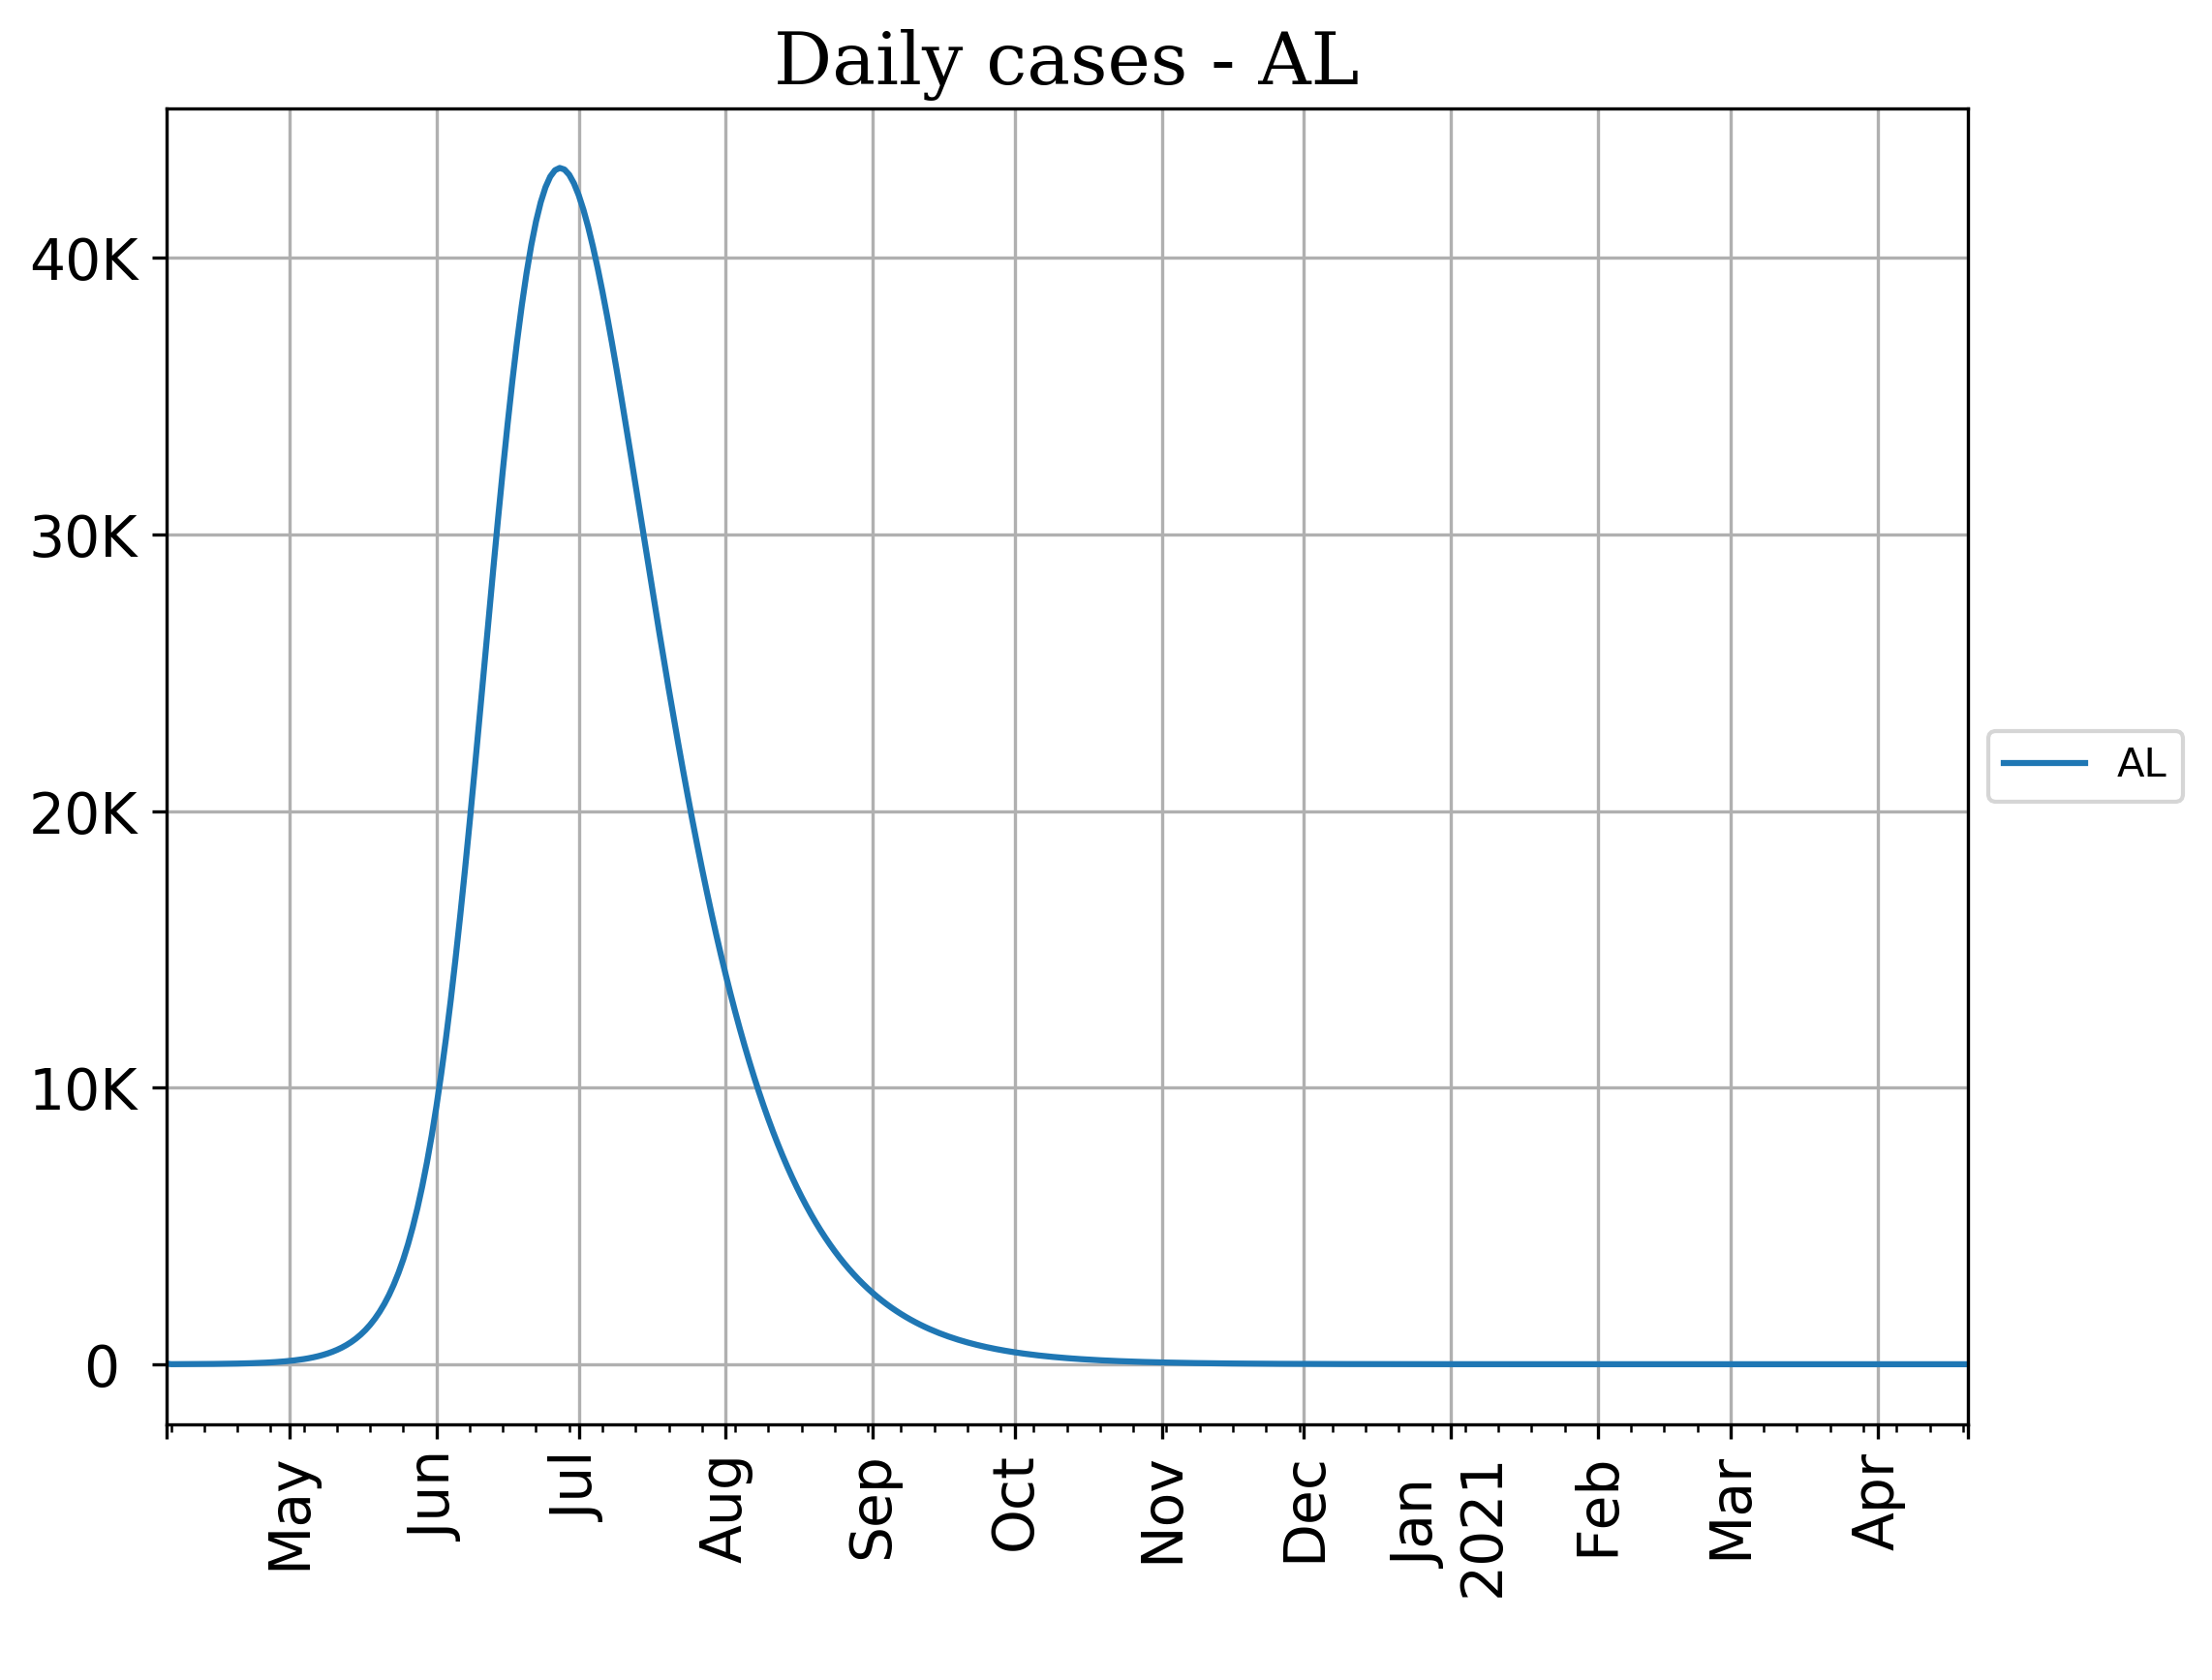 Daily cases - AL
40K
30K
20K
10K
0
AL
May
Jun
Jul
Aug
Sep
Oct
Nov
Dec
Jan
2021
Feb
Mar
Apr